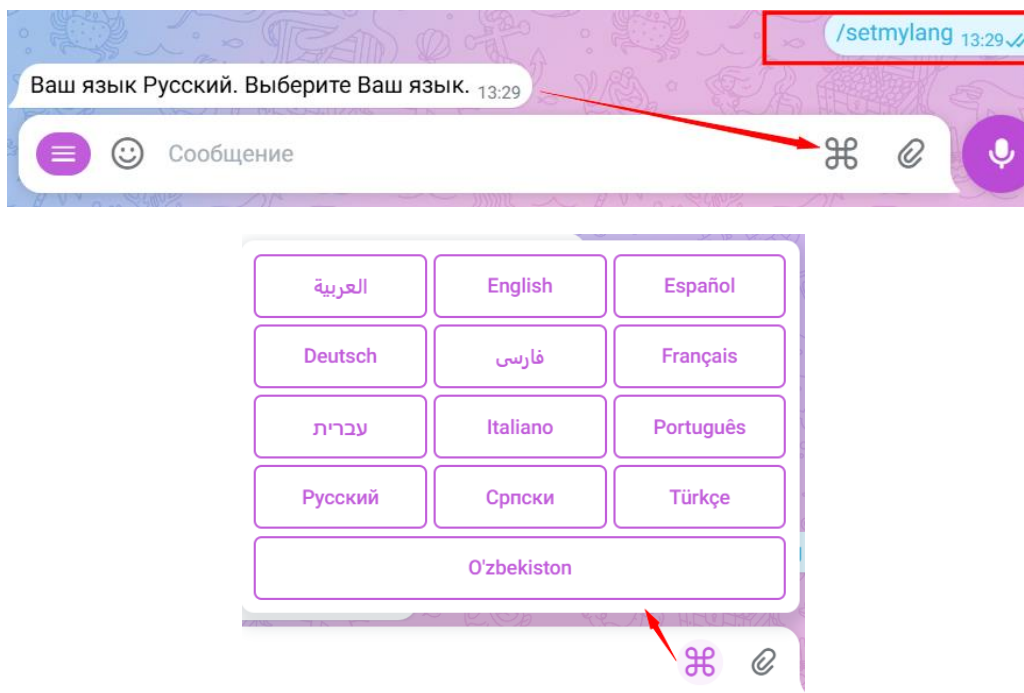 /setmylang 13:29
Ваш язык Русский. Выберите Ваш язык. 13:29
Сообщение
العربية English Español
Deutsch فارسی Français
עברית Italiano Português
Русский Српски Türkçe
O'zbekiston